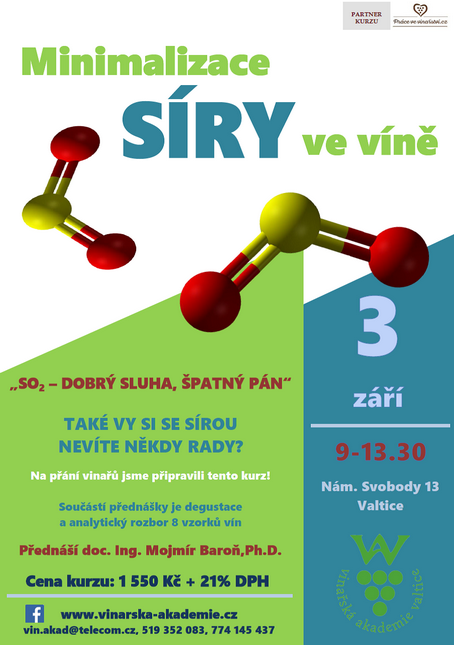 PARTNER
KURZU
Práce ve vinařství.cz
Minimalizace
SÍRY ve víně
„SO₂ – DOBRÝ SLUHA, ŠPATNÝ PÁN“
TAKÉ VY SI SE SÍROU
NEVÍTE NĚKDY RADY?
Na přání vinařů jsme připravili tento kurz!
Součástí přednášky je degustace
a analytický rozbor 8 vzorků vín
Přednáší doc. Ing. Mojmír Baroň,Ph.D.
Cena kurzu: 1 550 Kč + 21% DPH
www.vinarska-akademie.cz
vin.akad@telecom.cz, 519 352 083, 774 145 437
3
září
9-13.30
Nám. Svobody 13
Valtice
vinařská akademie valtice